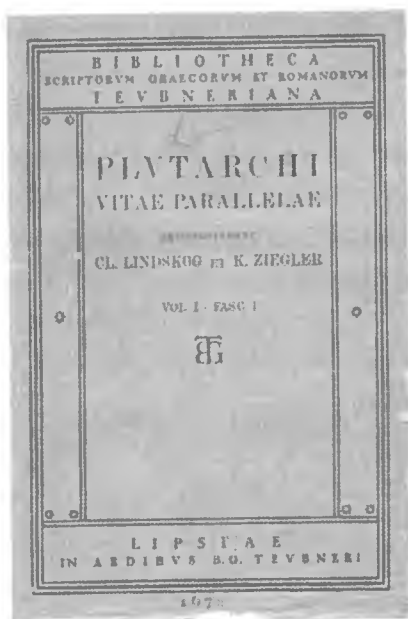 BIBLIOTHECA
SCRIPTORVM GRAECORVM ET ROMANORVM
TEVBNERIANA
PLVTARCHI
VITAE PARALLELAE
CL. LINDSKOG ET K. ZIEGLER
VOL. I · FASC. I
BG
LIPSIAE
IN AEDIBVS B.G. TEVBNERI